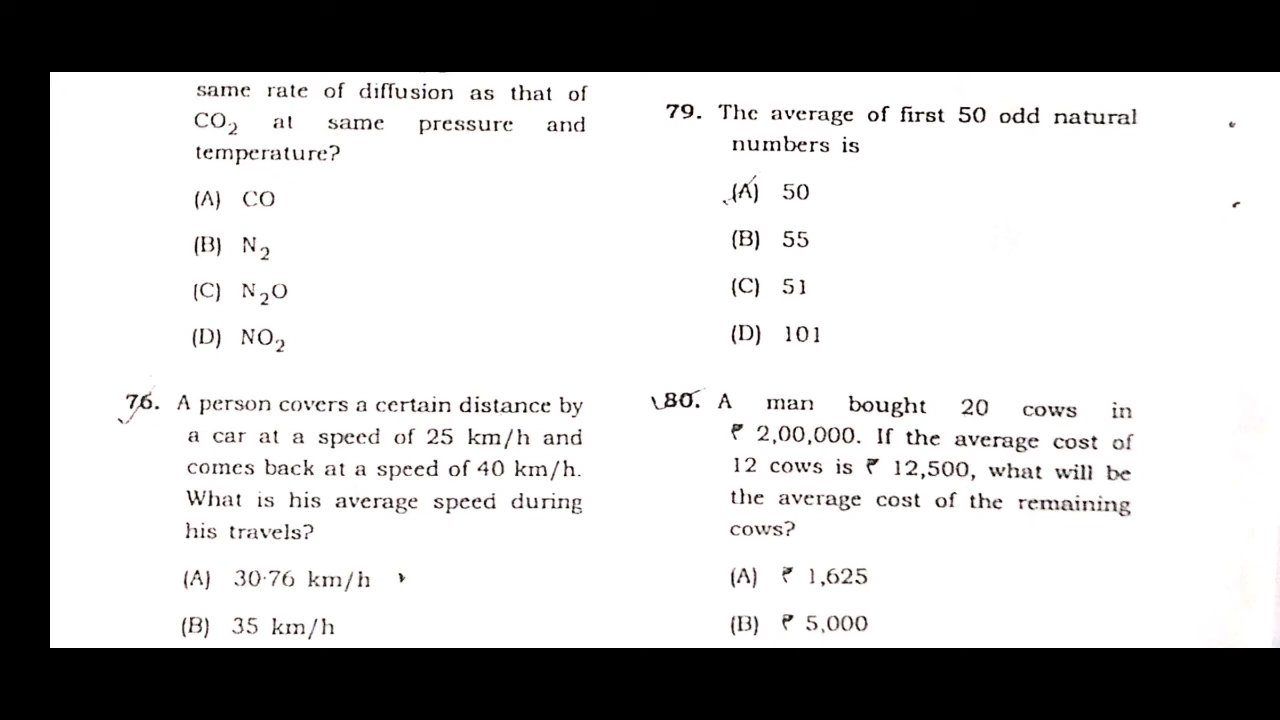 same rate of diffusion as that of
CO₂ at same pressure and
temperature?
(A) CO
(B) N₂
(C) N₂O
(D) NO₂
76. A person covers a certain distance by
a car at a speed of 25 km/h and
comes back at a speed of 40 km/h.
What is his average speed during
his travels?
(A) 30·76 km/h
(B) 35 km/h
79. The average of first 50 odd natural
numbers is
(A) 50
(B) 55
(C) 51
(D) 101
80. A man bought 20 cows in
₹ 2,00,000. If the average cost of
12 cows is ₹ 12,500, what will be
the average cost of the remaining
cows?
(A) ₹ 1,625
(B) ₹ 5,000